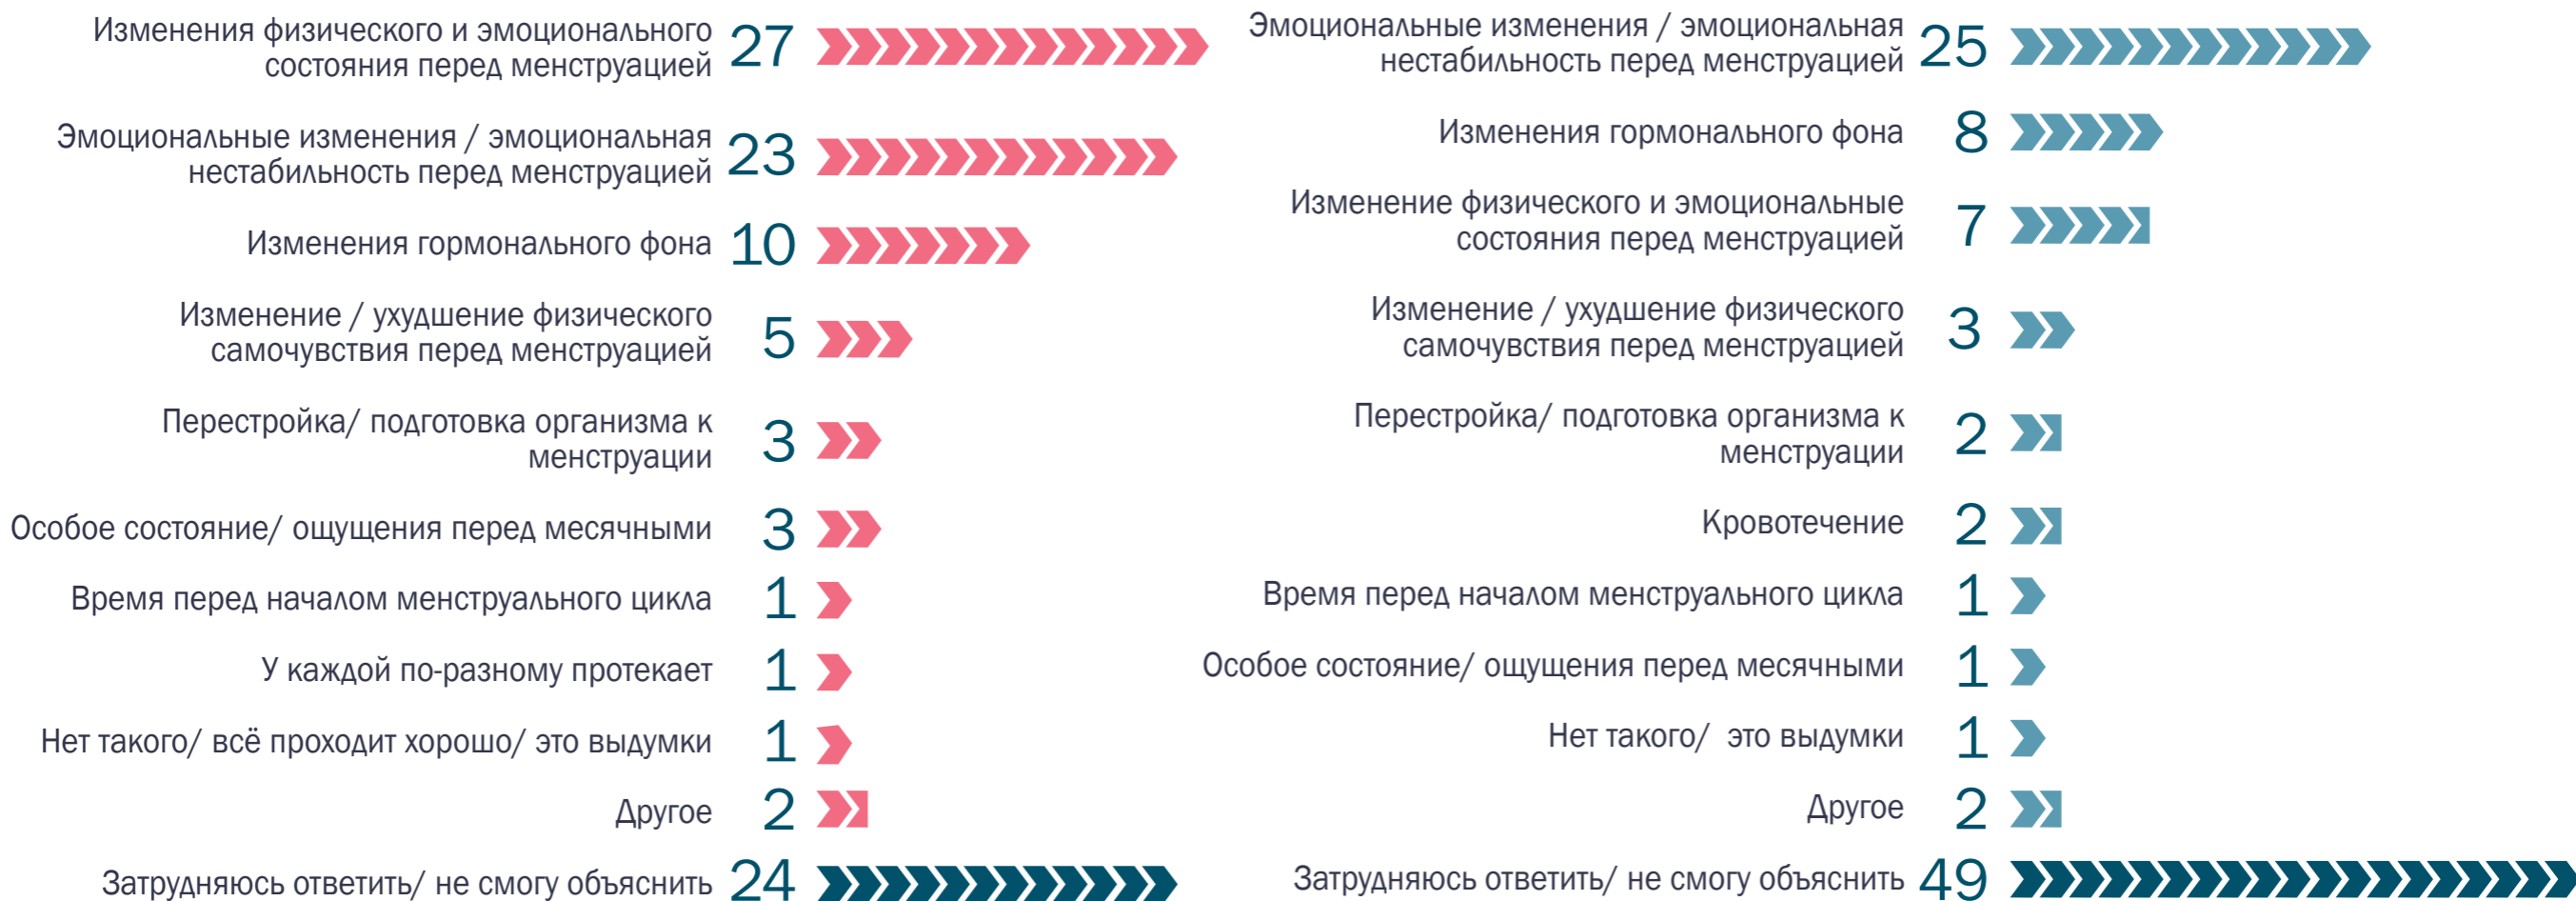 Изменения физического и эмоционального
состояния перед менструацией 27
Эмоциональные изменения / эмоциональная
нестабильность перед менструацией 23
Изменения гормонального фона 10
Изменение / ухудшение физического
самочувствия перед менструацией 5
Перестройка/ подготовка организма к
менструации 3
Особое состояние/ ощущения перед месячными 3
Время перед началом менструального цикла 1
У каждой по-разному протекает 1
Нет такого/ всё проходит хорошо/ это выдумки 1
Другое 2
Затрудняюсь ответить/ не смогу объяснить 24
Эмоциональные изменения / эмоциональная
нестабильность перед менструацией 25
Изменения гормонального фона 8
Изменение физического и эмоциональные
состояния перед менструацией 7
Изменение / ухудшение физического
самочувствия перед менструацией 3
Перестройка/ подготовка организма к
менструации 2
Кровотечение 2
Время перед началом менструального цикла 1
Особое состояние/ ощущения перед месячными 1
Нет такого/ это выдумки 1
Другое 2
Затрудняюсь ответить/ не смогу объяснить 49